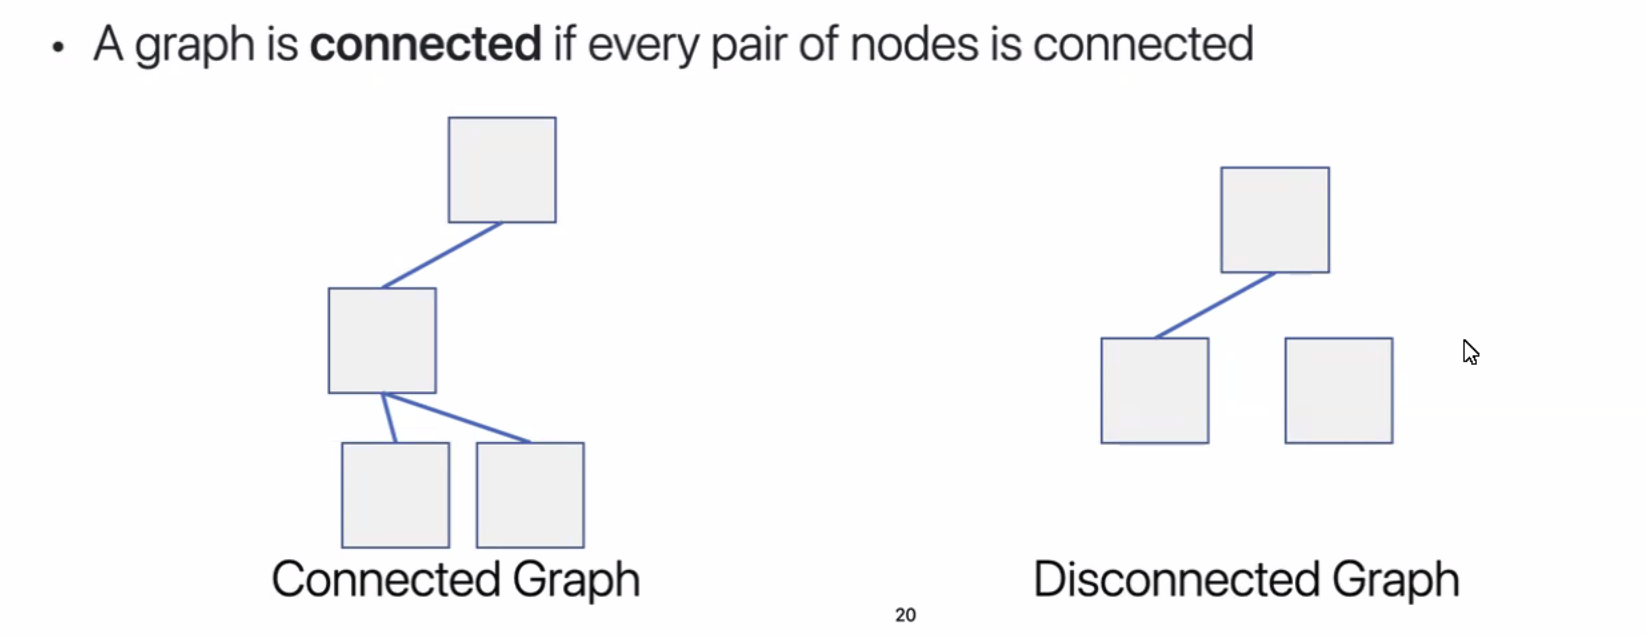 • A graph is connected if every pair of nodes is connected
Connected Graph
Disconnected Graph
20